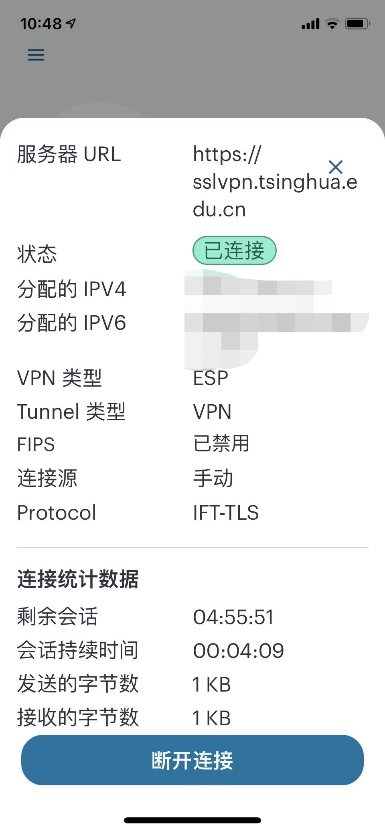 10:48
服务器 URL
https://
sslvpn.tsinghua.e
du.cn
状态 已连接
分配的 IPV4
分配的 IPV6
VPN 类型 ESP
Tunnel 类型 VPN
FIPS 已禁用
连接源 手动
Protocol IFT-TLS
连接统计数据
剩余会话 04:55:51
会话持续时间 00:04:09
发送的字节数 1 KB
接收的字节数 1 KB
断开连接